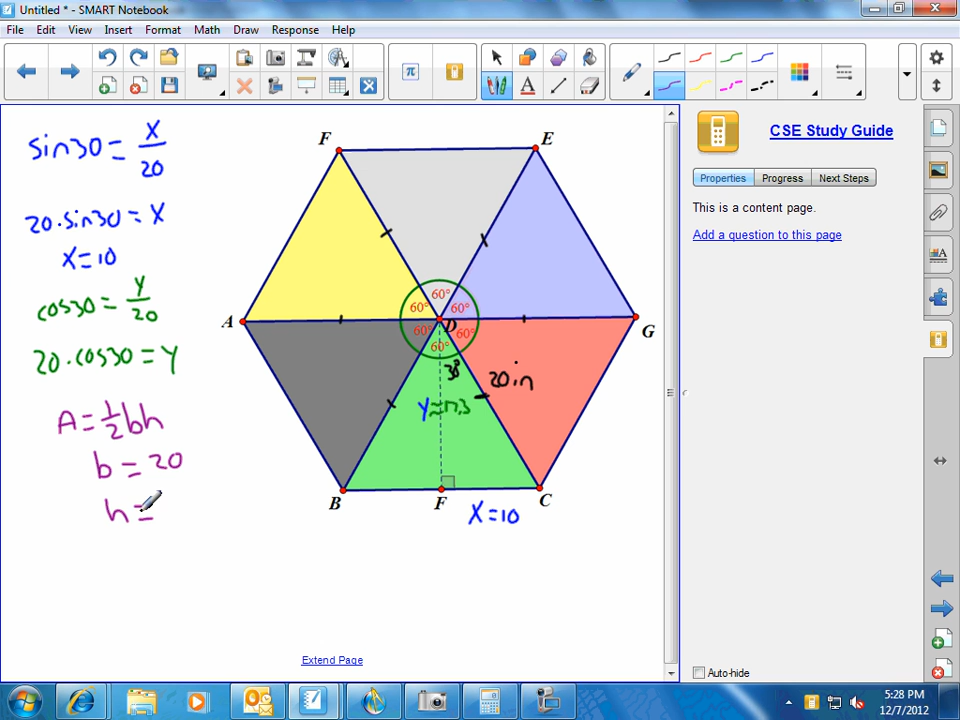 Untitled * - SMART Notebook
File Edit View Insert Format Math Draw Response Help
sin30 = x/20
20·sin30 = x
x=10
cos30 = y/20
20·cos30 = y
A = 1/2 bh
b = 20
h =
F E
A D G
60° 60° 60°
60° 60° 60°
30
20in
y≈17.3
B F C
x=10
Extend Page
CSE Study Guide
Properties Progress Next Steps
This is a content page.
Add a question to this page
Auto-hide
5:28 PM
12/7/2012